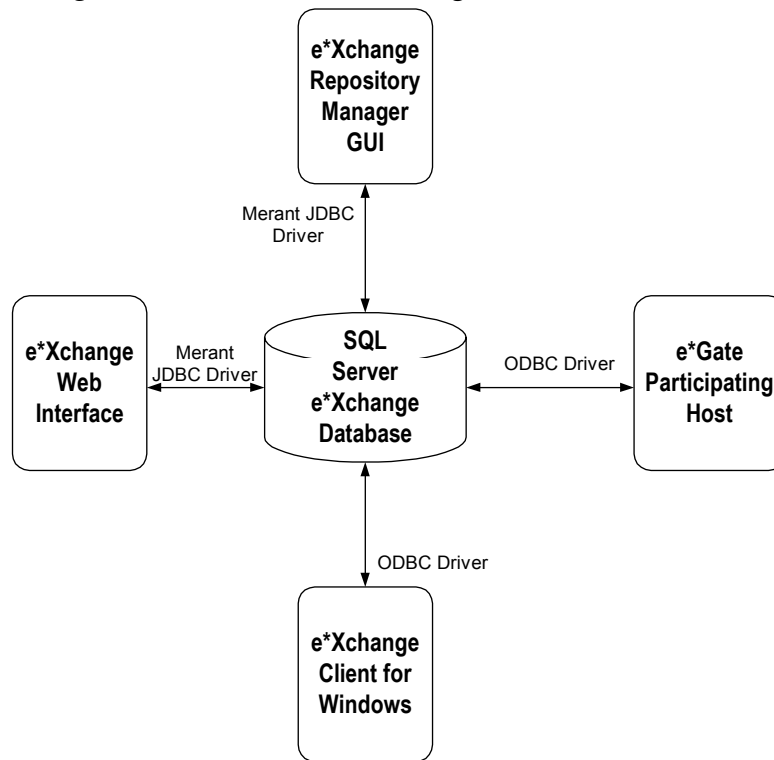 e*Xchange
Repository
Manager
GUI
Merant JDBC
Driver
e*Xchange
Web
Interface
Merant
JDBC Driver
SQL
Server
e*Xchange
Database
ODBC Driver
e*Gate
Participating
Host
ODBC Driver
e*Xchange
Client for
Windows